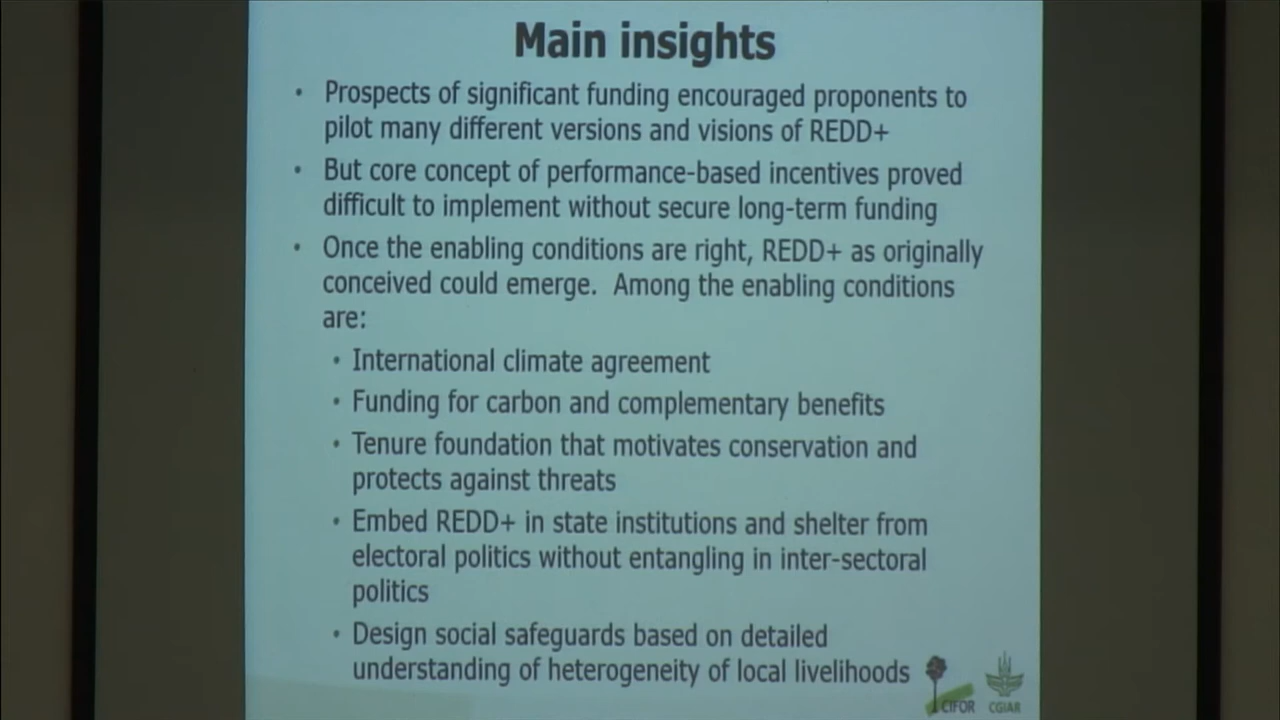 Main insights
• Prospects of significant funding encouraged proponents to
pilot many different versions and visions of REDD+
• But core concept of performance-based incentives proved
difficult to implement without secure long-term funding
• Once the enabling conditions are right, REDD+ as originally
conceived could emerge. Among the enabling conditions
are:
• International climate agreement
• Funding for carbon and complementary benefits
• Tenure foundation that motivates conservation and
protects against threats
• Embed REDD+ in state institutions and shelter from
electoral politics without entangling in inter-sectoral
politics
• Design social safeguards based on detailed
understanding of heterogeneity of local livelihoods
CIFOR CGIAR